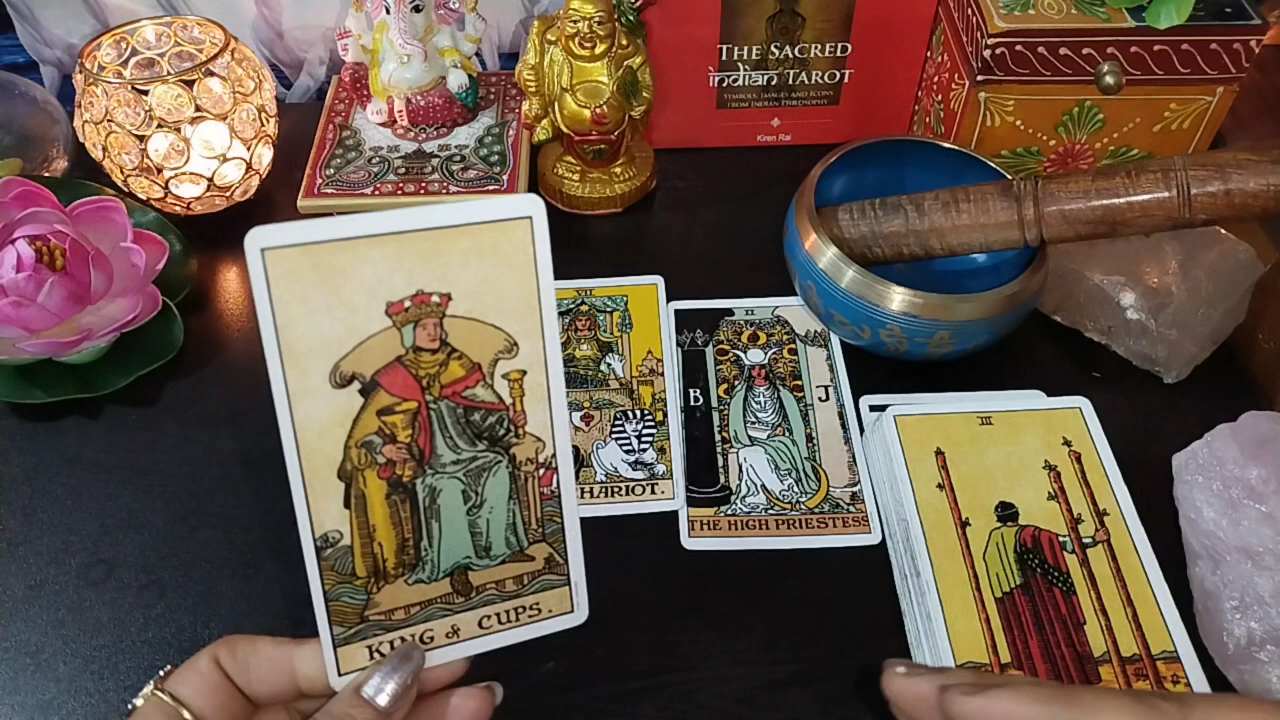 THE SACRED
indian TAROT
SYMBOLS, IMAGES AND ICONS
FROM INDIAN PHILOSOPHY
Kiren Rai
KING of CUPS.
VII
HARIOT.
II
B J
THE HIGH PRIESTESS
III